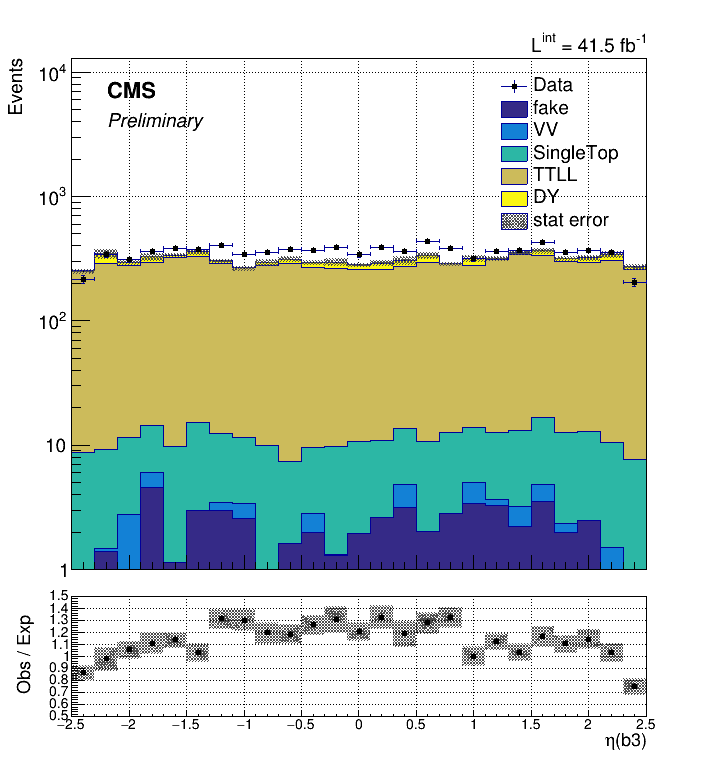 L^int = 41.5 fb^-1
Events
10^4
10^3
10^2
10
1
CMS
Preliminary
Data
fake
VV
SingleTop
TTLL
DY
stat error
Obs / Exp
1.5
1.4
1.3
1.2
1.1
1
0.9
0.8
0.7
0.6
0.5
−2.5 −2 −1.5 −1 −0.5 0 0.5 1 1.5 2 2.5
η(b3)